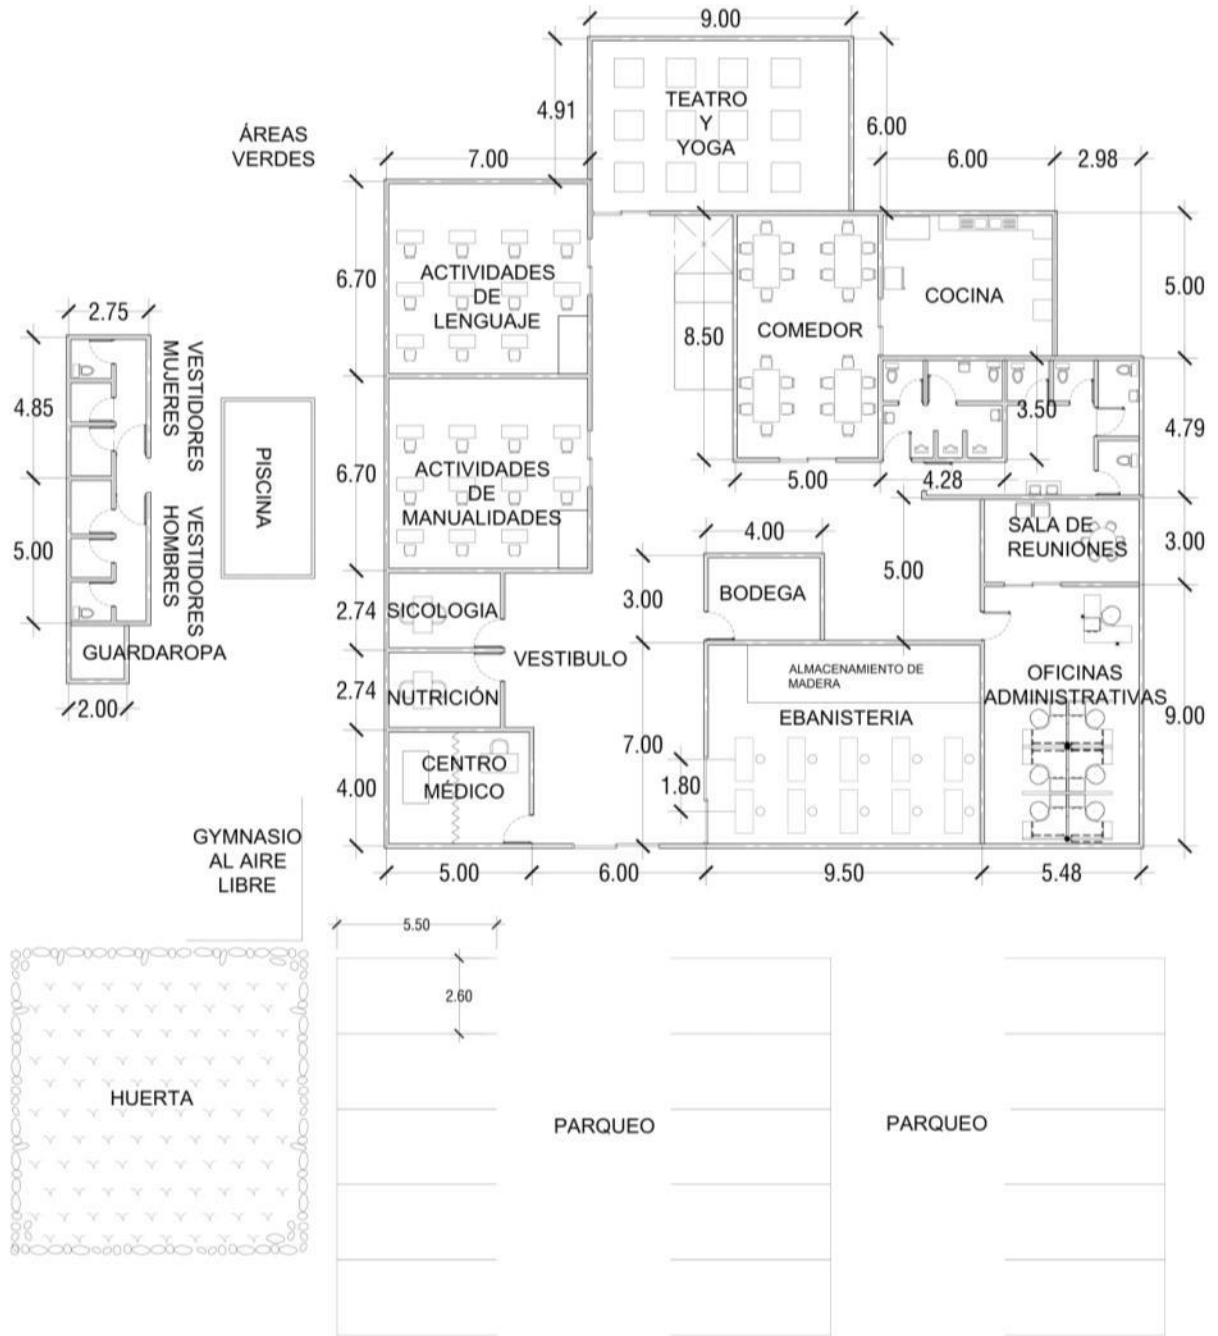 9.00
4.91
TEATRO
Y
YOGA
6.00
ÁREAS
VERDES
7.00
6.00
2.98
6.70
ACTIVIDADES
DE
LENGUAJE
COCINA
5.00
2.75
8.50
COMEDOR
VESTIDORES
MUJERES
4.85
3.50
4.79
PISCINA
6.70
ACTIVIDADES
DE
MANUALIDADES
5.00
4.28
VESTIDORES
HOMBRES
5.00
4.00
SALA DE
REUNIONES
3.00
5.00
2.74
SICOLOGIA
3.00
BODEGA
GUARDAROPA
VESTIBULO
2.00
2.74
NUTRICIÓN
ALMACENAMIENTO DE
MADERA
OFICINAS
ADMINISTRATIVAS
EBANISTERIA
9.00
7.00
4.00
CENTRO
MÉDICO
1.80
GYMNASIO
AL AIRE
LIBRE
5.00
6.00
9.50
5.48
5.50
2.60
HUERTA
PARQUEO
PARQUEO